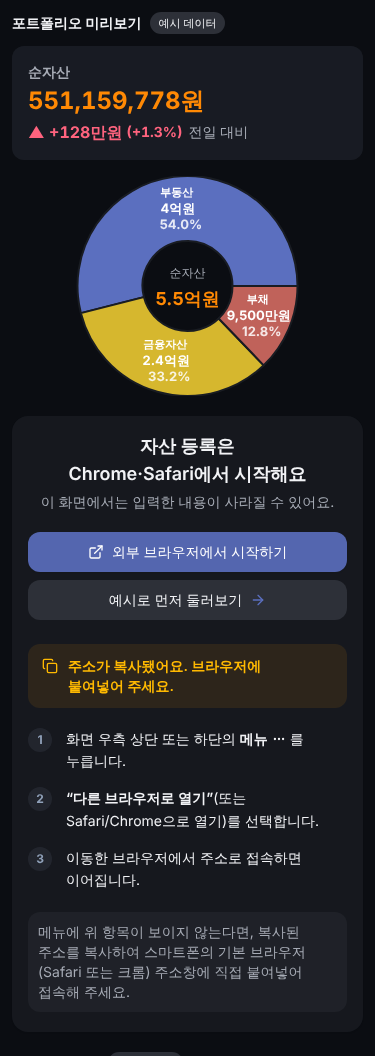 포트폴리오 미리보기 예시 데이터
순자산
551,159,778원
▲ +128만원 (+1.3%) 전일 대비
부동산
4억원
54.0%
순자산
5.5억원
부채
9,500만원
12.8%
금융자산
2.4억원
33.2%
자산 등록은
Chrome·Safari에서 시작해요
이 화면에서는 입력한 내용이 사라질 수 있어요.
외부 브라우저에서 시작하기
예시로 먼저 둘러보기 →
주소가 복사됐어요. 브라우저에
붙여넣어 주세요.
1 화면 우측 상단 또는 하단의 메뉴 ⋯ 를
누릅니다.
2 “다른 브라우저로 열기”(또는
Safari/Chrome으로 열기)를 선택합니다.
3 이동한 브라우저에서 주소로 접속하면
이어집니다.
메뉴에 위 항목이 보이지 않는다면, 복사된
주소를 복사하여 스마트폰의 기본 브라우저
(Safari 또는 크롬) 주소창에 직접 붙여넣어
접속해 주세요.